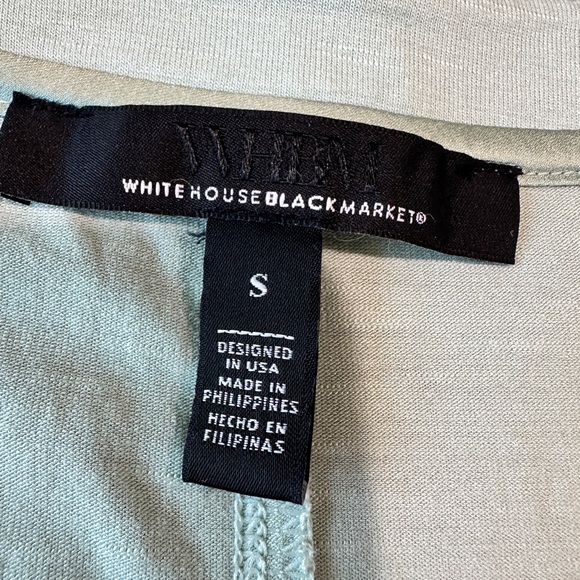 WHBM
WHITE HOUSE BLACK MARKET®
S
DESIGNED
IN USA
MADE IN
PHILIPPINES
HECHO EN
FILIPINAS